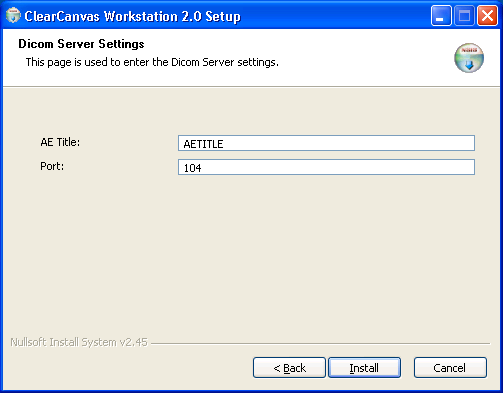 ClearCanvas Workstation 2.0 Setup
Dicom Server Settings
This page is used to enter the Dicom Server settings.
AE Title:
AETITLE
Port:
104
Nullsoft Install System v2.45
< Back
Install
Cancel